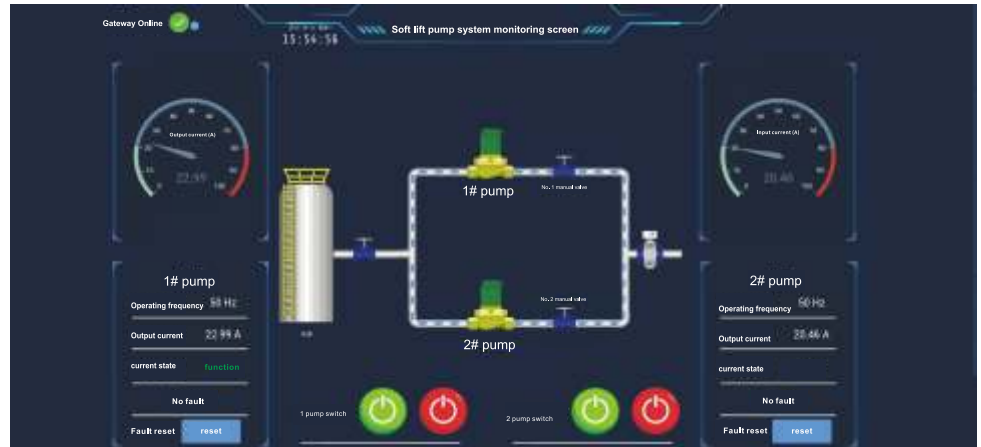 Gateway Online
15:54:56
Soft lift pump system monitoring screen
Output current (A)
22.99
100
Input current (A)
20.46
100
1# pump
No. 1 manual valve
No. 2 manual valve
2# pump
1# pump
Operating frequency 50 Hz
Output current 22.99 A
current state function
No fault
Fault reset reset
1 pump switch
2 pump switch
2# pump
Operating frequency 50 Hz
Output current 20.46 A
current state
No fault
Fault reset reset